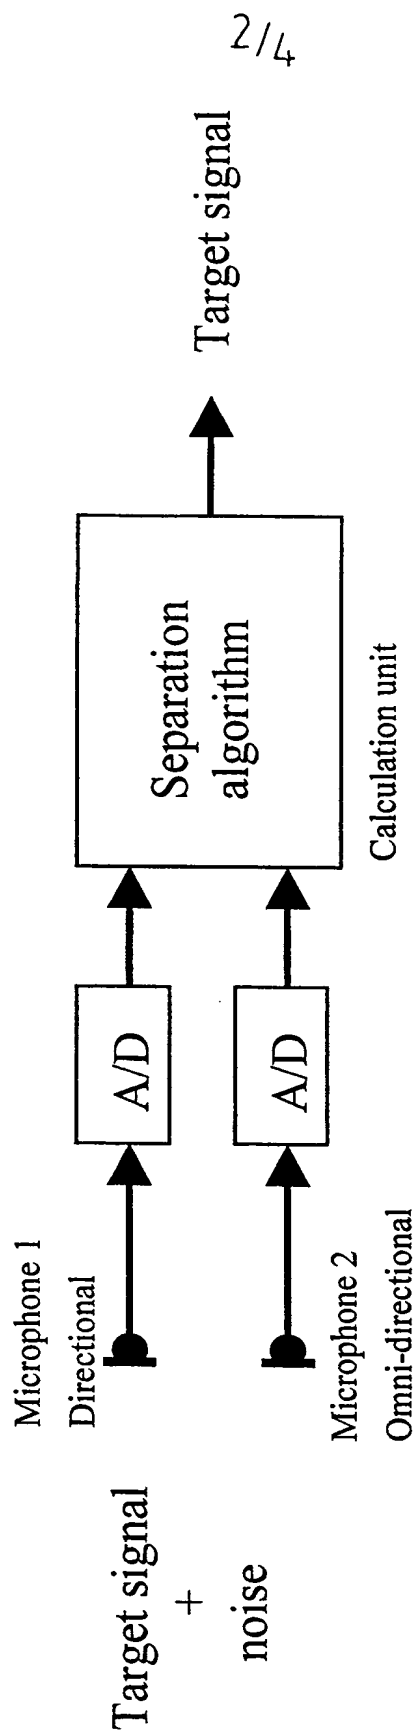 2/4
Target signal
+
noise
Microphone 1
Directional
Microphone 2
Omni-directional
A/D
A/D
Separation
algorithm
Calculation unit
Target signal